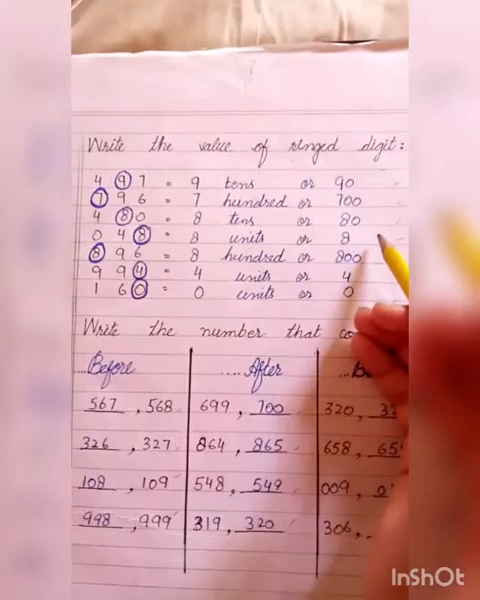 Write the value of ringed digit:
4 9 7 = 9 tens or 90
7 9 6 = 7 hundred or 700
4 8 0 = 8 tens or 80
0 4 8 = 8 units or 8
8 9 6 = 8 hundred or 800
9 9 4 = 4 units or 4
1 6 0 = 0 units or 0
Write the number that
...Before ....After
567, 568 699, 700 320,
326, 327 864, 865 658, 65
108, 109 548, 549 009,
998, 999 319, 320 306,
InShOt